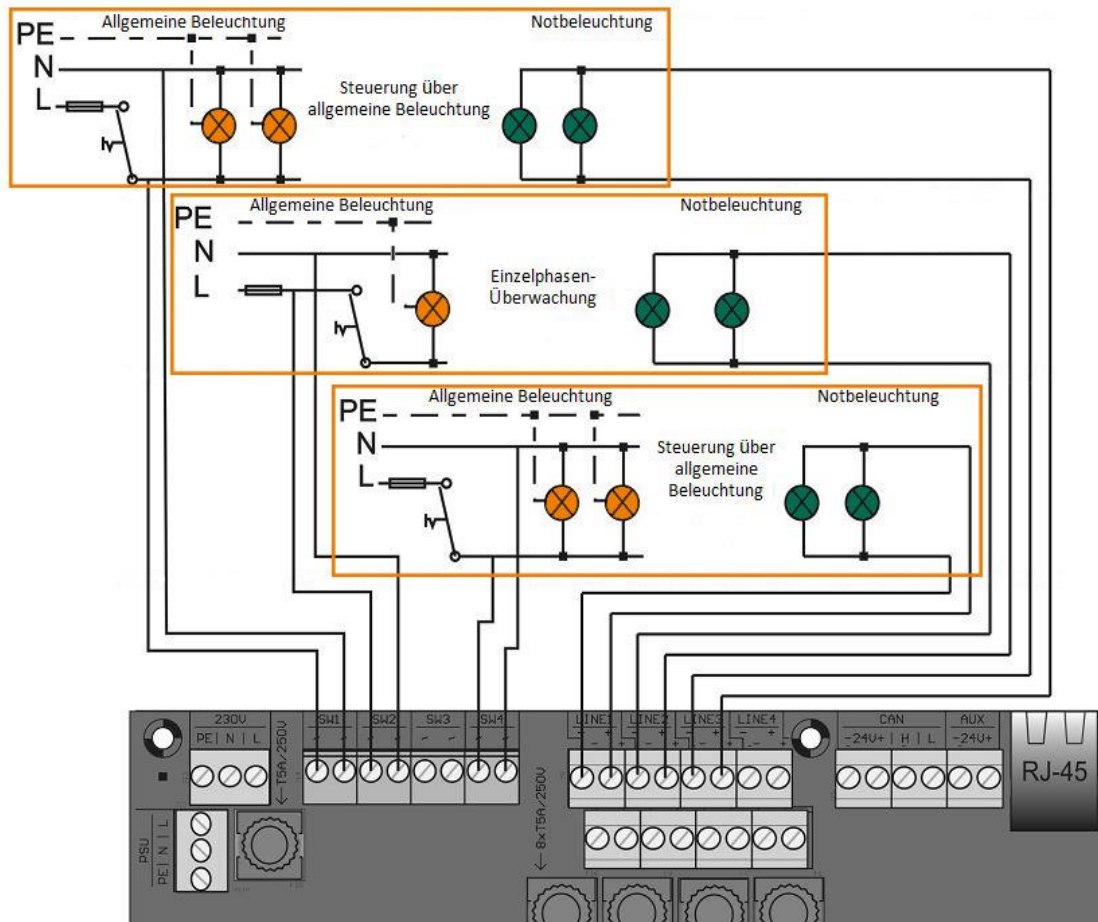 Allgemeine Beleuchtung
Notbeleuchtung
PE
N
L
Steuerung über
allgemeine Beleuchtung
Allgemeine Beleuchtung
Notbeleuchtung
PE
N
L
Einzelphasen-
Überwachung
Allgemeine Beleuchtung
Notbeleuchtung
PE
N
L
Steuerung über
allgemeine
Beleuchtung
230V
PE| N | L
←T5A/250V
SW1 SW2 SW3 SW4
LINE1 LINE2 LINE3 LINE4
- + - + - + - +
- + - + - + - +
CAN
-24V+ | H | L
AUX
-24V+
RJ-45
PSU
PE| N | L
← 8xT5A/250V